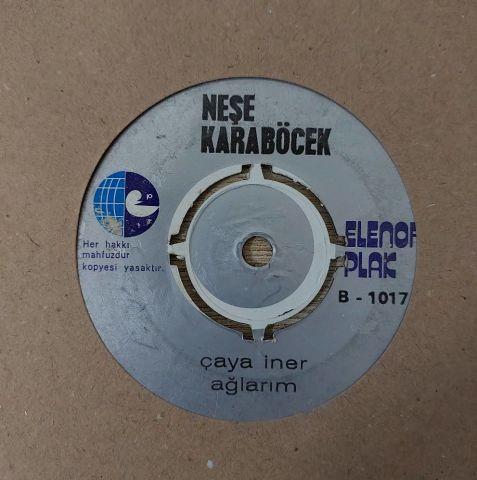 NEŞE
KARABÖCEK
Her hakkı
mahfuzdur
kopyesi yasaktır.
ELENOR
PLAK
B - 1017
çaya iner
ağlarım